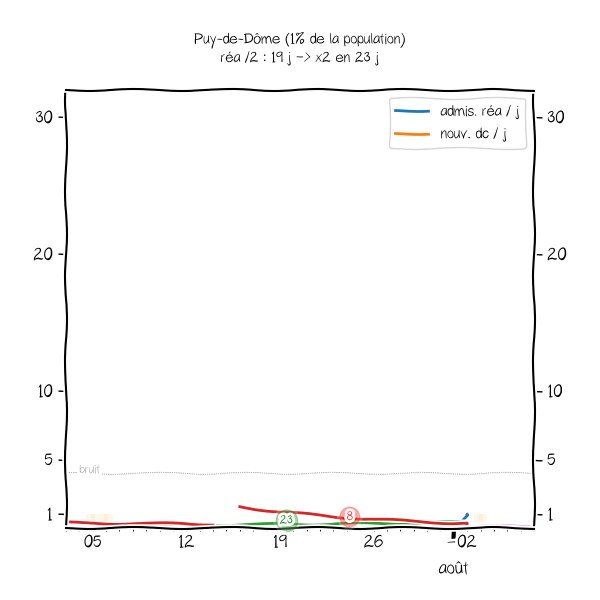 Puy-de-Dôme (1% de la population)
réa /2 : 19 j -> x2 en 23 j
admis. réa / j
nouv. dc / j
30
30
20
20
10
10
5
5
bruit
1
1
23
8
05
12
19
26
02
août